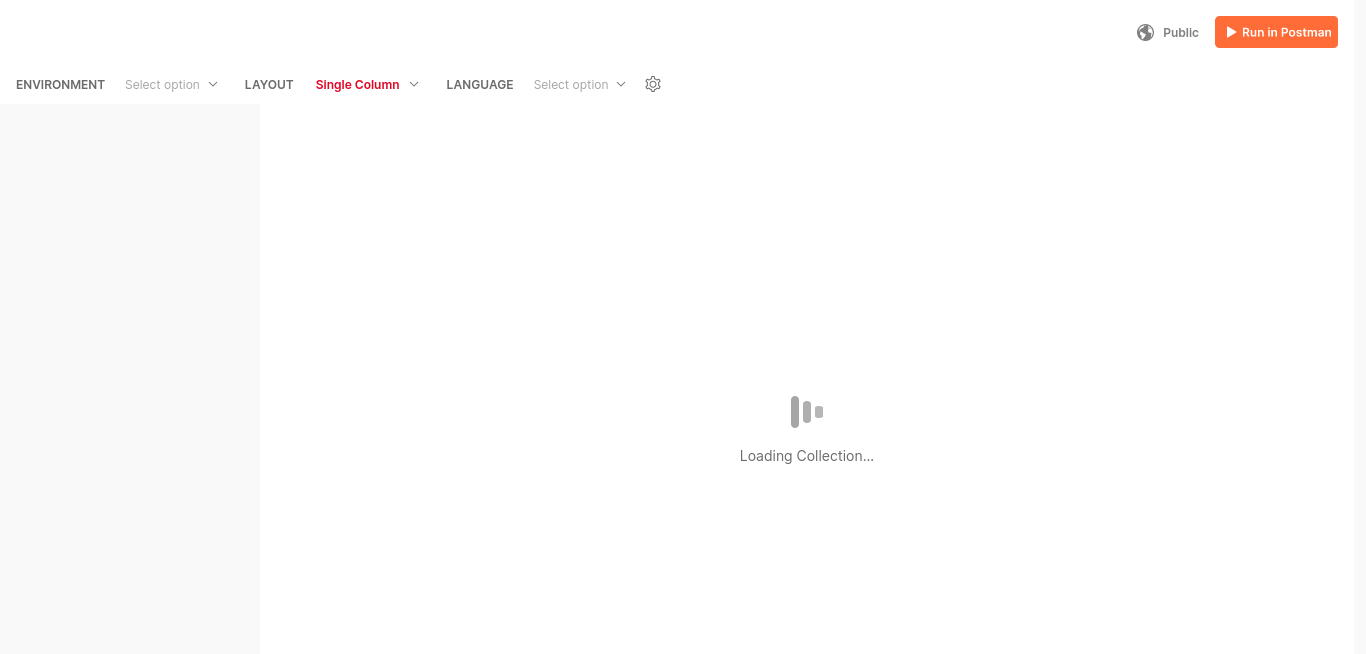 Public
Run in Postman
ENVIRONMENT Select option LAYOUT Single Column LANGUAGE Select option
Loading Collection...